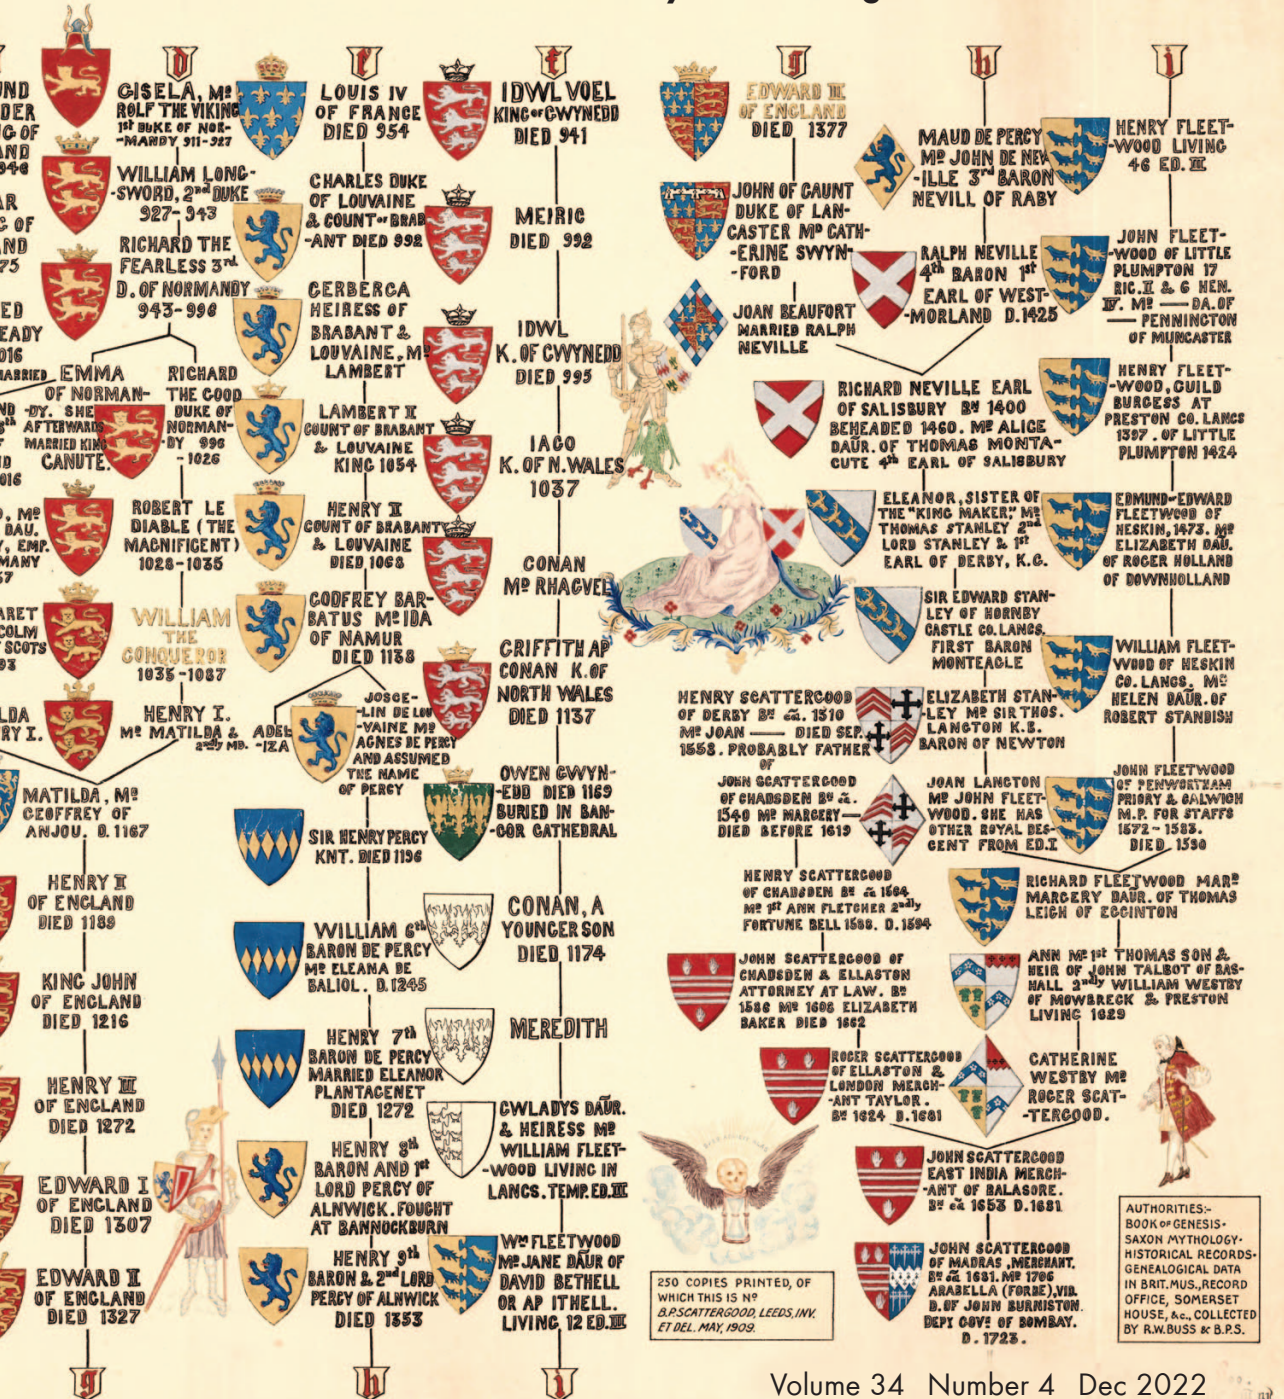 d
GISELA, Mᴰ
ROLF THE VIKING
1st DUKE OF NOR-
-MANDY 911-927
WILLIAM LONG-
-SWORD, 2nd DUKE
927-943
RICHARD THE
FEARLESS 3rd
D. OF NORMANDY
943-996
EMMA
OF NORMAN-
-DY. SHE
AFTERWARDS
MARRIED KING
CANUTE.
RICHARD
THE GOOD
DUKE OF
NORMAN-
-DY 996
-1026
ROBERT LE
DIABLE (THE
MAGNIFICENT)
1028-1035
WILLIAM
THE
CONQUEROR
1035-1087
HENRY I.
Mᴰ MATILDA &
2ndly MD. ADEL
-IZA
MATILDA, Mᴰ
GEOFFREY OF
ANJOU. D. 1167
HENRY II
OF ENGLAND
DIED 1189
KING JOHN
OF ENGLAND
DIED 1216
HENRY III
OF ENGLAND
DIED 1272
EDWARD I
OF ENGLAND
DIED 1307
EDWARD II
OF ENGLAND
DIED 1327
g
e
LOUIS IV
OF FRANCE
DIED 954
CHARLES DUKE
OF LOUVAINE
& COUNT OF BRAB
-ANT DIED 992
GERBERGA
HEIRESS OF
BRABANT &
LOUVAINE, Mᴰ
LAMBERT
LAMBERT II
COUNT OF BRABANT
& LOUVAINE
KING 1054
HENRY II
COUNT OF BRABANT
& LOUVAINE
DIED 1068
GODFREY BAR-
BATUS Mᴰ IDA
OF NAMUR
DIED 1138
JOSCE-
-LIN DE LOU
-VAINE Mᴰ
AGNES DE PERCY
AND ASSUMED
THE NAME
OF PERCY
SIR HENRY PERCY
KNT. DIED 1196
WILLIAM 6th
BARON DE PERCY
Mᴰ ELEANA DE
BALIOL. D. 1245
HENRY 7th
BARON DE PERCY
MARRIED ELEANOR
PLANTAGENET
DIED 1272
HENRY 8th
BARON AND 1st
LORD PERCY OF
ALNWICK. FOUGHT
AT BANNOCKBURN
HENRY 9th
BARON & 2nd LORD
PERCY OF ALNWICK
DIED 1353
h
f
IDWL VOEL
KING OF GWYNEDD
DIED 941
MEIRIC
DIED 992
IDWL
K. OF GWYNEDD
DIED 995
IAGO
K. OF N. WALES
1037
CONAN
Mᴰ RHAGVEL
GRIFFITH AP
CONAN K. OF
NORTH WALES
DIED 1137
OWEN GWYN-
-EDD DIED 1169
BURIED IN BAN-
-GOR CATHEDRAL
CONAN, A
YOUNGER SON
DIED 1174
MEREDITH
GWLADYS DAUR.
& HEIRESS Mᴰ
WILLIAM FLEET-
-WOOD LIVING IN
LANCS. TEMP. ED. III
Wᴹ FLEETWOOD
Mᴰ JANE DAUR OF
DAVID BETHELL
OR AP ITHELL.
LIVING 12 ED. III
i
g
EDWARD III
OF ENGLAND
DIED 1377
JOHN OF GAUNT
DUKE OF LAN-
CASTER Mᴰ CATH-
-ERINE SWYN-
-FORD
JOAN BEAUFORT
MARRIED RALPH
NEVILLE
h
MAUD DE PERCY
Mᴰ JOHN DE NEV
-ILLE 3rd BARON
NEVILL OF RABY
RALPH NEVILLE
4th BARON 1st
EARL OF WEST-
-MORLAND D. 1425
RICHARD NEVILLE EARL
OF SALISBURY Bᴺ 1400
BEHEADED 1460. Mᴰ ALICE
DAUR. OF THOMAS MONTA-
CUTE 4th EARL OF SALISBURY
ELEANOR, SISTER OF
THE "KING MAKER," Mᴰ
THOMAS STANLEY 2nd
LORD STANLEY & 1st
EARL OF DERBY, K.G.
SIR EDWARD STAN-
LEY OF HORNBY
CASTLE CO. LANCS.
FIRST BARON
MONTEAGLE
ELIZABETH STAN-
-LEY Mᴰ SIR THOS.
LANGTON K.B.
BARON OF NEWTON
JOAN LANGTON
Mᴰ JOHN FLEET-
WOOD. SHE HAS
OTHER ROYAL DES-
CENT FROM ED. I
i
HENRY FLEET-
-WOOD LIVING
46 ED. III
JOHN FLEET-
-WOOD OF LITTLE
PLUMPTON 17
RIC. II & 6 HEN.
IV. Mᴰ — DA. OF
— PENNINGTON
OF MUNCASTER
HENRY FLEET-
-WOOD, GUILD
BURGESS AT
PRESTON CO. LANCS
1397. OF LITTLE
PLUMPTON 1424
EDMUND OR EDWARD
FLEETWOOD OF
HESKIN, 1473. Mᴰ
ELIZABETH DAU.
OF ROGER HOLLAND
OF DOWNHOLLAND
WILLIAM FLEET-
WOOD OF HESKIN
CO. LANCS. Mᴰ
HELEN DAUR. OF
ROBERT STANDISH
JOHN FLEETWOOD
OF PENWORTHAM
PRIORY & CALWICH
M.P. FOR STAFFS
1572-1583.
DIED 1590
HENRY SCATTERGOOD
OF DERBY Bᴺ ca. 1510
Mᴰ JOAN — DIED SEP.
1558. PROBABLY FATHER
OF
JOHN SCATTERGOOD
OF CHADSDEN Bᴺ ca.
1540 Mᴰ MARGERY —
DIED BEFORE 1619
HENRY SCATTERGOOD
OF CHADSDEN Bᴺ ca 1564
Mᴰ 1st ANN FLETCHER 2ndly
FORTUNE BELL 1588. D. 1594
JOHN SCATTERGOOD OF
CHADSDEN & ELLASTON
ATTORNEY AT LAW. Bᴺ
1586 Mᴰ 1606 ELIZABETH
BAKER DIED 1662
ROGER SCATTERGOOD
OF ELLASTON &
LONDON MERCH-
-ANT TAYLOR.
Bᴺ 1624 D. 1681
RICHARD FLEETWOOD MARᴰ
MARGERY DAUR. OF THOMAS
LEIGH OF EGGINTON
ANN Mᴰ 1st THOMAS SON &
HEIR OF JOHN TALBOT OF BAS-
HALL 2ndly WILLIAM WESTBY
OF MOWBRECK & PRESTON
LIVING 1629
CATHERINE
WESTBY Mᴰ
ROGER SCAT-
-TERGOOD.
JOHN SCATTERGOOD
EAST INDIA MERCH-
-ANT OF BALASORE.
Bᴺ ca 1653 D. 1681
JOHN SCATTERGOOD
OF MADRAS, MERCHANT.
Bᴺ ca 1681. Mᴰ 1706
ARABELLA (FORBE), VID.
D. OF JOHN BURNISTON.
DEPY GOVR OF BOMBAY.
D. 1723.
250 COPIES PRINTED, OF
WHICH THIS IS Nº
B.P. SCATTERGOOD, LEEDS, INV.
ET DEL. MAY, 1909.
AUTHORITIES:-
BOOK OF GENESIS·
SAXON MYTHOLOGY·
HISTORICAL RECORDS·
GENEALOGICAL DATA
IN BRIT. MUS., RECORD
OFFICE, SOMERSET
HOUSE, &c., COLLECTED
BY R.W. BUSS & B.P.S.
Volume 34 Number 4 Dec 2022